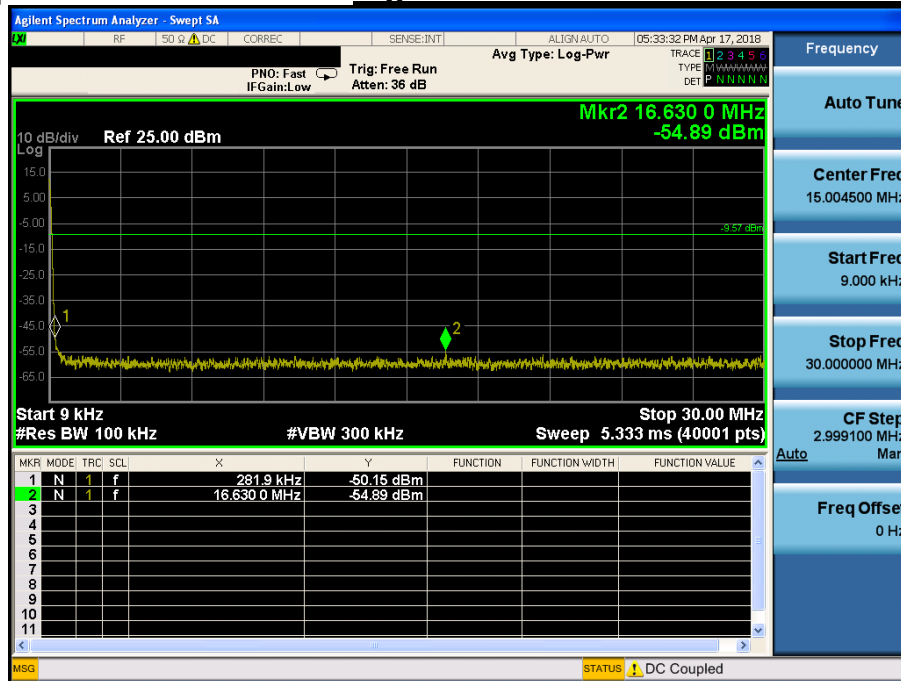 Agilent Spectrum Analyzer - Swept SA
LXI RF 50 Ω DC CORREC SENSE:INT ALIGN AUTO 05:33:32 PM Apr 17, 2018
Frequency
Avg Type: Log-Pwr TRACE 1 2 3 4 5 6
PNO: Fast Trig: Free Run TYPE M WWWWW
IFGain:Low Atten: 36 dB DET P N N N N N
Auto Tune
Mkr2 16.630 0 MHz
10 dB/div Ref 25.00 dBm -54.89 dBm
Log
15.0
5.00
-5.00
-9.57 dBm
-15.0
-25.0
-35.0
-45.0
-55.0
-65.0
1
2
Start 9 kHz Stop 30.00 MHz
#Res BW 100 kHz #VBW 300 kHz Sweep 5.333 ms (40001 pts)
Center Freq
15.004500 MHz
Start Freq
9.000 kHz
Stop Freq
30.000000 MHz
CF Step
2.999100 MHz
Auto Man
Freq Offset
0 Hz
MKR MODE TRC SCL X Y FUNCTION FUNCTION WIDTH FUNCTION VALUE
1 N 1 f 281.9 kHz -50.15 dBm
2 N 1 f 16.630 0 MHz -54.89 dBm
3
4
5
6
7
8
9
10
11
MSG STATUS DC Coupled